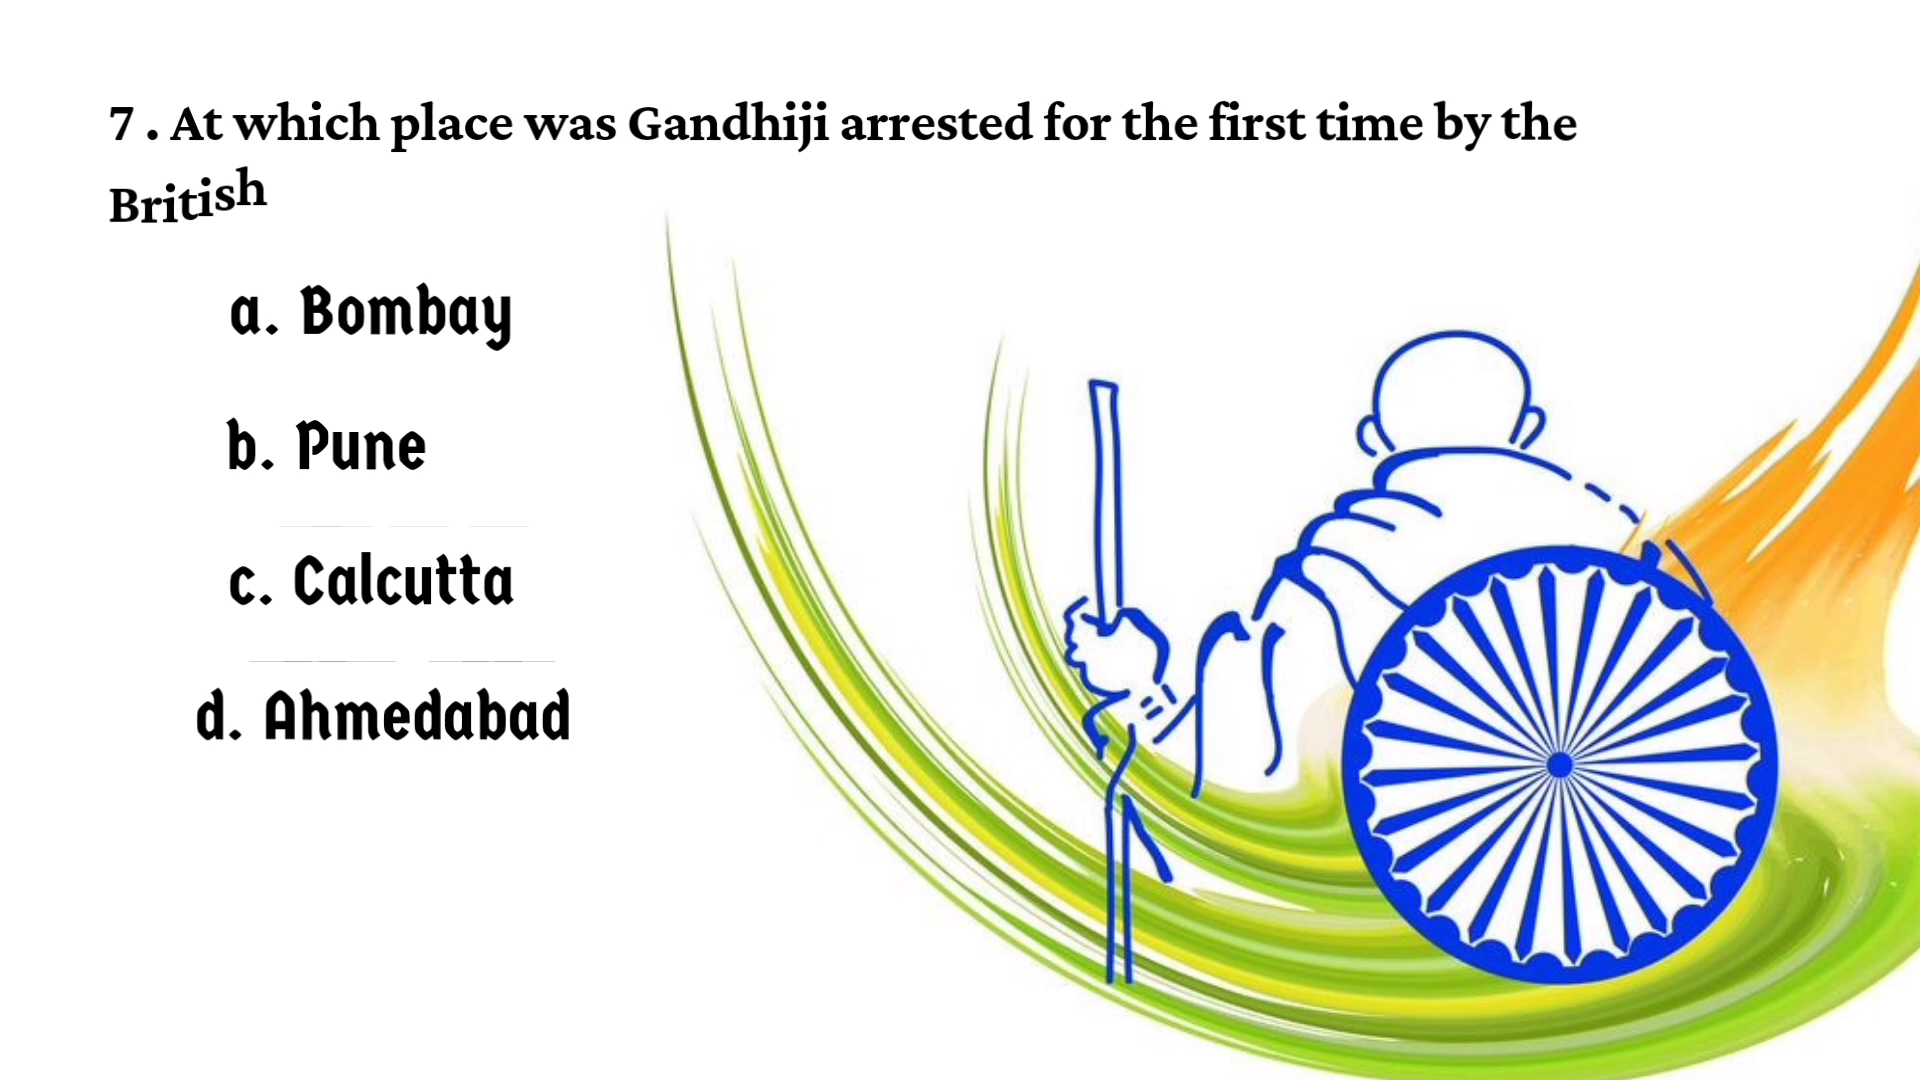 7 . At which place was Gandhiji arrested for the first time by the
British
a. Bombay
b. Pune
c. Calcutta
d. Ahmedabad